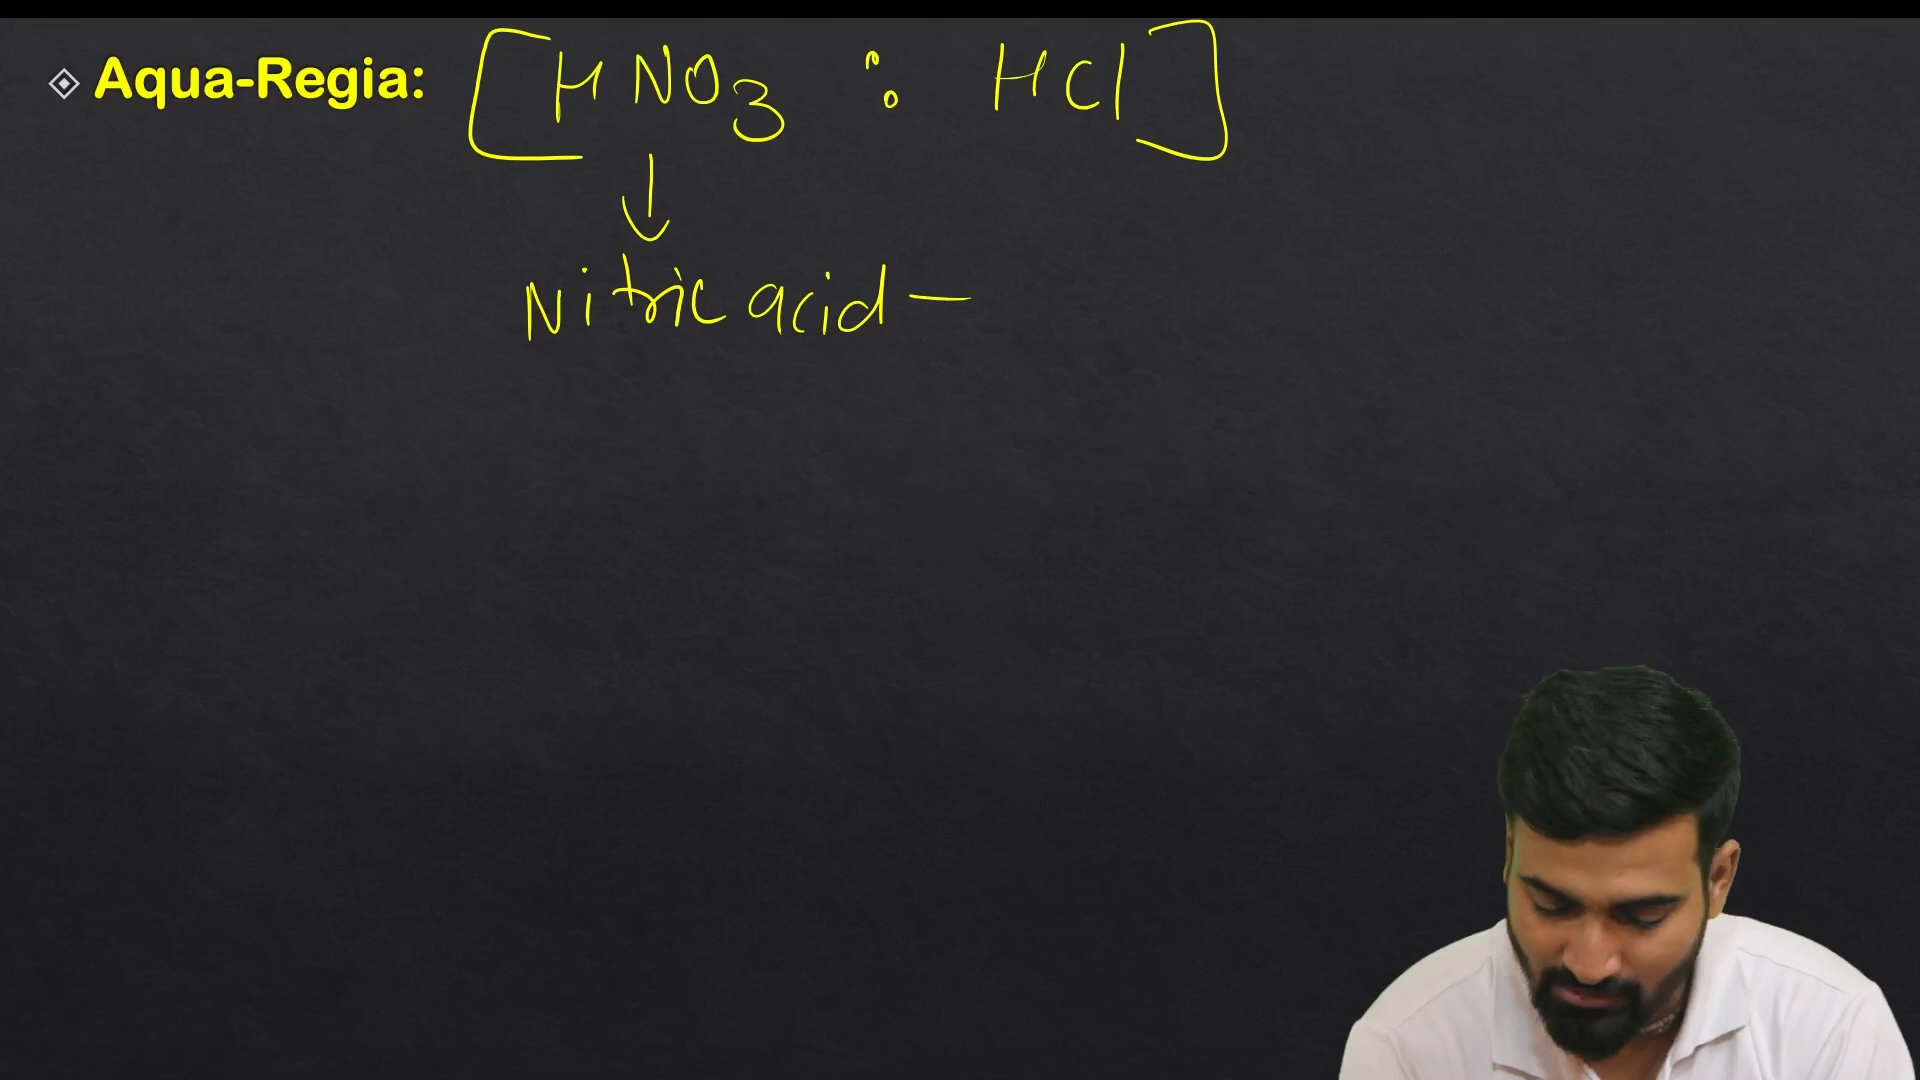 Aqua-Regia: [HNO3 : HCl]
↓
Nitric acid —